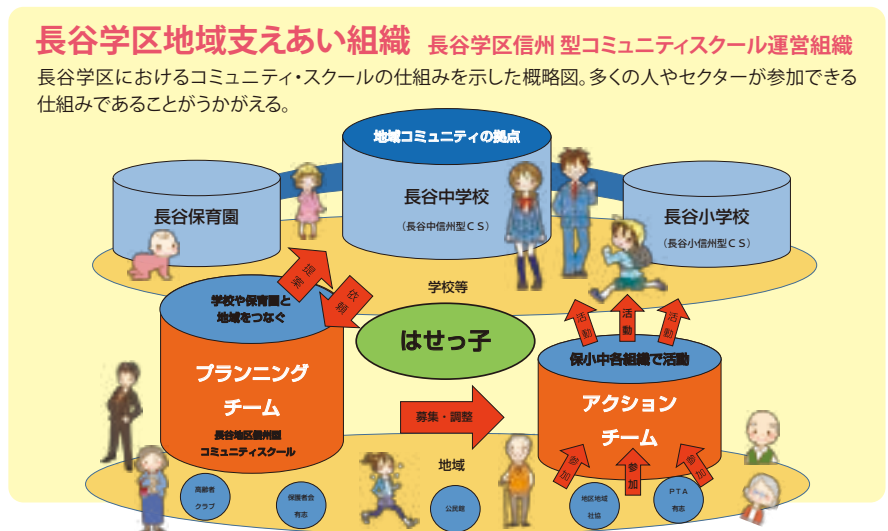 長谷学区地域支えあい組織 長谷学区信州 型コミュニティスクール運営組織
長谷学区におけるコミュニティ・スクールの仕組みを示した概略図。多くの人やセクターが参加できる
仕組みであることがうかがえる。
地域コミュニティの拠点
長谷保育園
長谷中学校
(長谷中信州型CS)
長谷小学校
(長谷小信州型CS)
学校等
提案
依頼
学校や保育園と
地域をつなぐ
プランニング
チーム
長谷地区信州型
コミュニティスクール
はせっ子
募集・調整
活動
活動
活動
保小中各組織で活動
アクション
チーム
参加
参加
参加
地域
高齢者
クラブ
保護者会
有志
公民館
地区地域
社協
PTA
有志